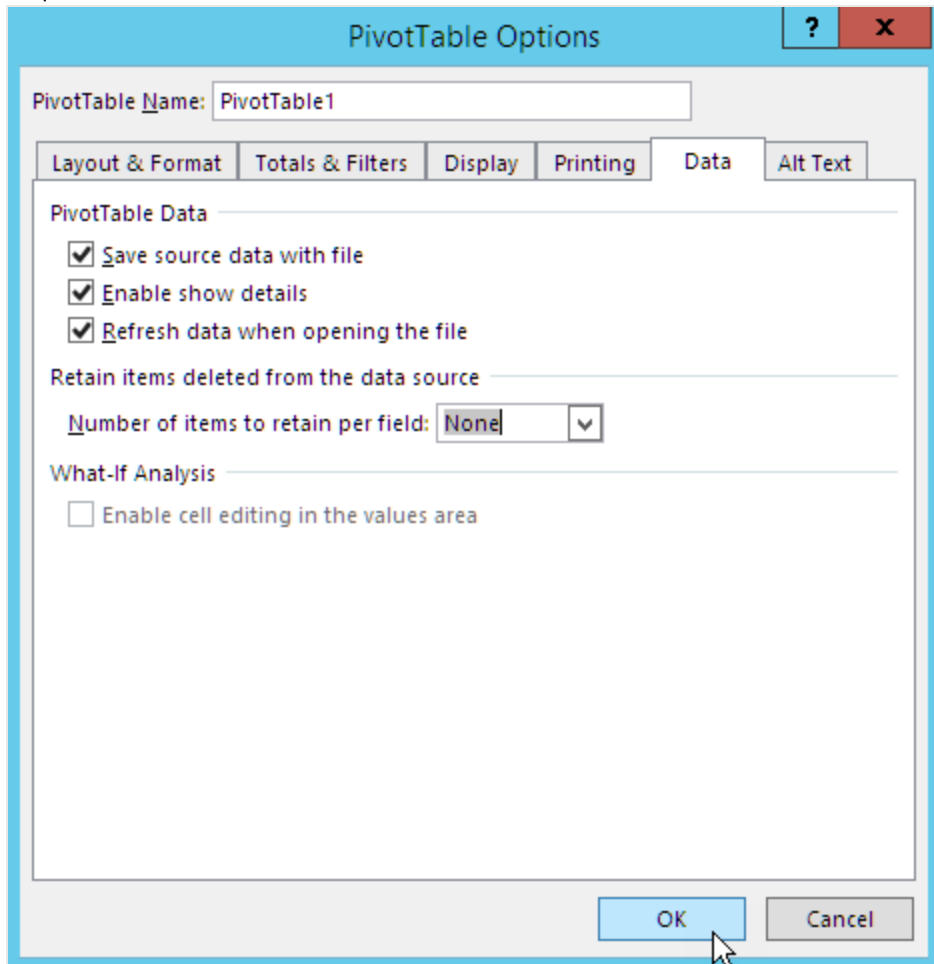 PivotTable Options
?
x
PivotTable Name: PivotTable1
Layout & Format Totals & Filters Display Printing Data Alt Text
PivotTable Data
Save source data with file
Enable show details
Refresh data when opening the file
Retain items deleted from the data source
Number of items to retain per field: None
What-If Analysis
Enable cell editing in the values area
OK Cancel